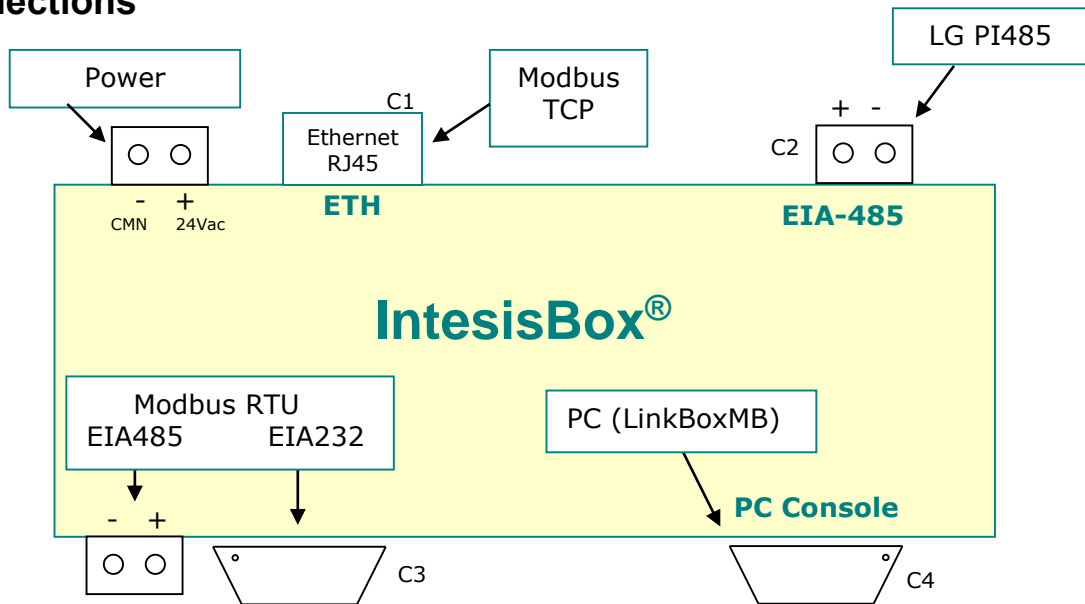 LG PI485
Power
Modbus
TCP
C1
Ethernet
RJ45
+ -
C2
- +
CMN 24Vac
ETH
EIA-485
IntesisBox®
Modbus RTU
EIA485 EIA232
PC (LinkBoxMB)
PC Console
- +
C3
C4